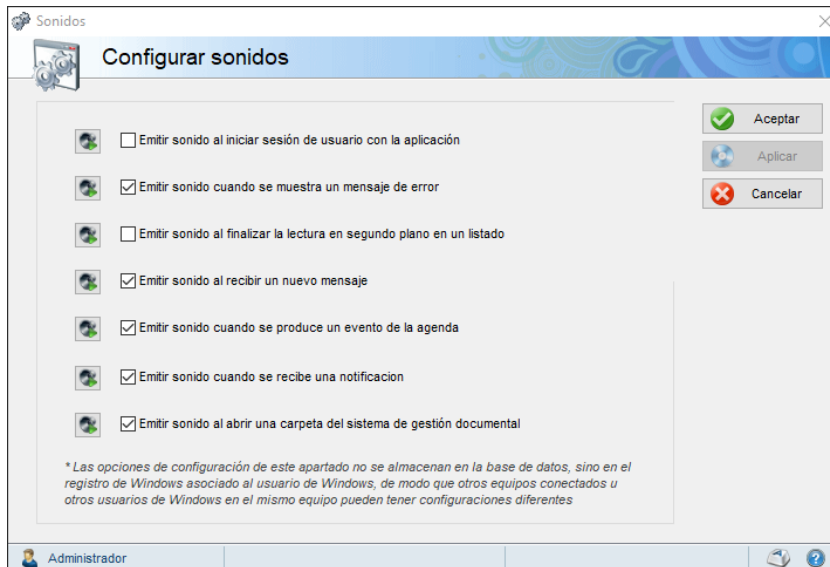 Sonidos
Configurar sonidos
Emitir sonido al iniciar sesión de usuario con la aplicación
Emitir sonido cuando se muestra un mensaje de error
Emitir sonido al finalizar la lectura en segundo plano en un listado
Emitir sonido al recibir un nuevo mensaje
Emitir sonido cuando se produce un evento de la agenda
Emitir sonido cuando se recibe una notificacion
Emitir sonido al abrir una carpeta del sistema de gestión documental
* Las opciones de configuración de este apartado no se almacenan en la base de datos, sino en el
registro de Windows asociado al usuario de Windows, de modo que otros equipos conectados u
otros usuarios de Windows en el mismo equipo pueden tener configuraciones diferentes
Aceptar
Aplicar
Cancelar
Administrador